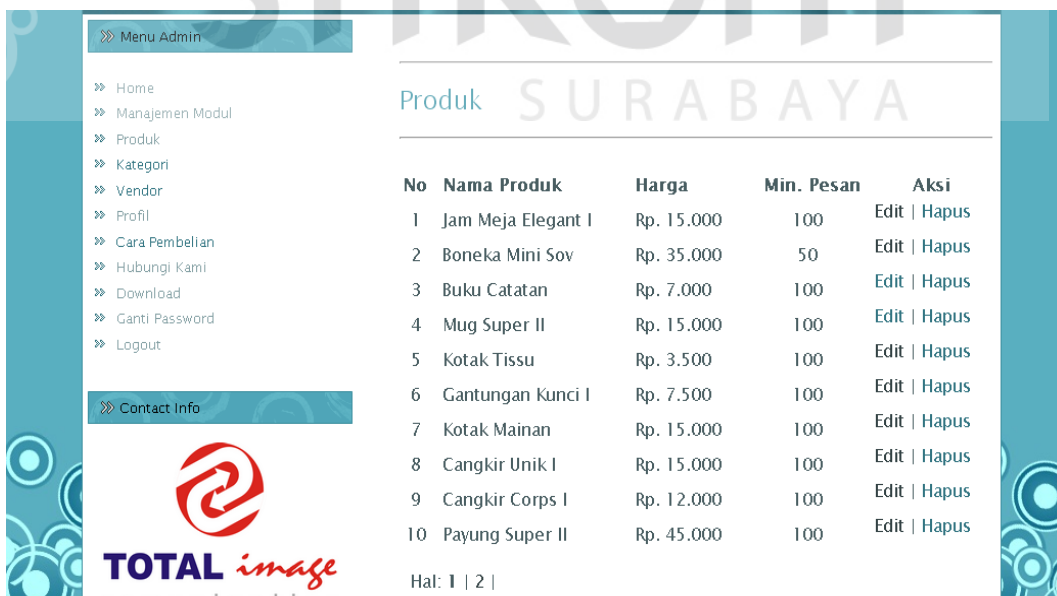 Menu Admin
Home
Manajemen Modul
Produk
Kategori
Vendor
Profil
Cara Pembelian
Hubungi Kami
Download
Ganti Password
Logout
Contact Info
TOTAL image
SURABAYA
Produk
No Nama Produk Harga Min. Pesan Aksi
1 Jam Meja Elegant I Rp. 15.000 100 Edit | Hapus
2 Boneka Mini Sov Rp. 35.000 50 Edit | Hapus
3 Buku Catatan Rp. 7.000 100 Edit | Hapus
4 Mug Super II Rp. 15.000 100 Edit | Hapus
5 Kotak Tissu Rp. 3.500 100 Edit | Hapus
6 Gantungan Kunci I Rp. 7.500 100 Edit | Hapus
7 Kotak Mainan Rp. 15.000 100 Edit | Hapus
8 Cangkir Unik I Rp. 15.000 100 Edit | Hapus
9 Cangkir Corps I Rp. 12.000 100 Edit | Hapus
10 Payung Super II Rp. 45.000 100 Edit | Hapus
Hal: 1 | 2 |